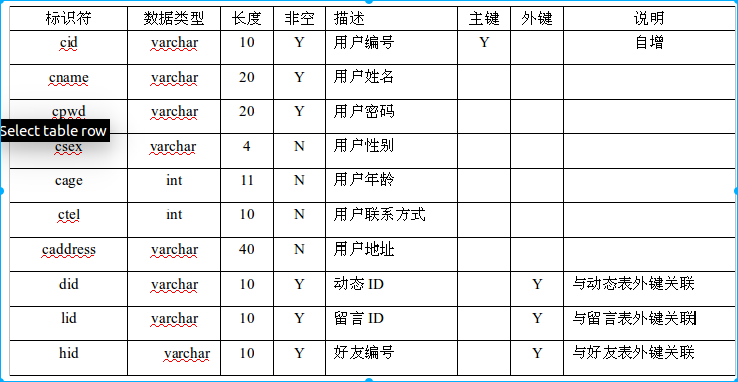 标识符 数据类型 长度 非空 描述 主键 外键 说明
cid varchar 10 Y 用户编号 Y 自增
cname varchar 20 Y 用户姓名
cpwd varchar 20 Y 用户密码
Select table row
csex varchar 4 N 用户性别
cage int 11 N 用户年龄
ctel int 10 N 用户联系方式
caddress varchar 40 N 用户地址
did varchar 10 Y 动态 ID Y 与动态表外键关联
lid varchar 10 Y 留言 ID Y 与留言表外键关联
hid varchar 10 Y 好友编号 Y 与好友表外键关联